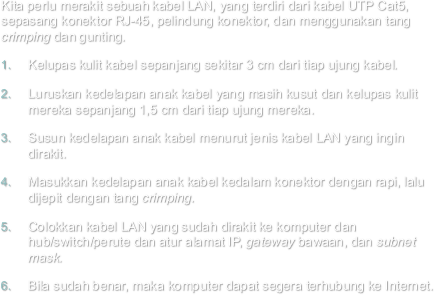 Kita perlu merakit sebuah kabel LAN, yang terdiri dari kabel UTP Cat5,
sepasang konektor RJ-45, pelindung konektor, dan menggunakan tang
crimping dan gunting.
1. Kelupas kulit kabel sepanjang sekitar 3 cm dari tiap ujung kabel.
2. Luruskan kedelapan anak kabel yang masih kusut dan kelupas kulit
mereka sepanjang 1,5 cm dari tiap ujung mereka.
3. Susun kedelapan anak kabel menurut jenis kabel LAN yang ingin
dirakit.
4. Masukkan kedelapan anak kabel kedalam konektor dengan rapi, lalu
dijepit dengan tang crimping.
5. Colokkan kabel LAN yang sudah dirakit ke komputer dan
hub/switch/perute dan atur alamat IP, gateway bawaan, dan subnet
mask.
6. Bila sudah benar, maka komputer dapat segera terhubung ke Internet.